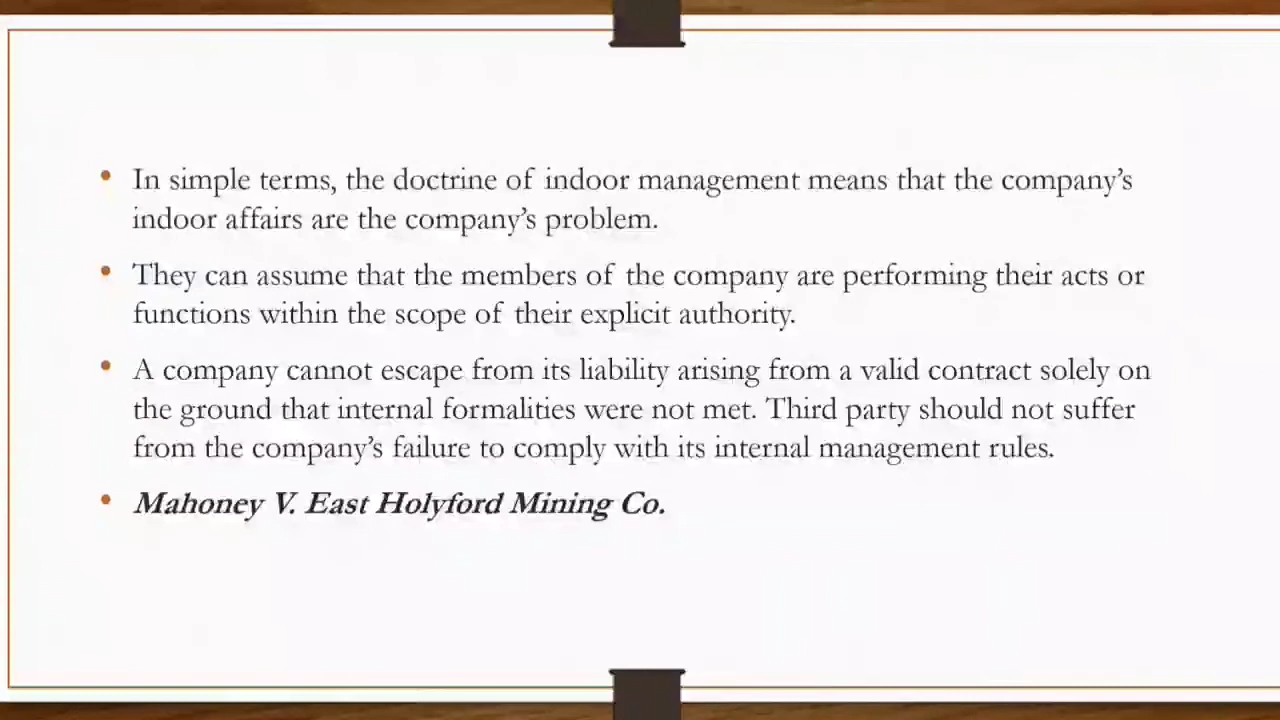 • In simple terms, the doctrine of indoor management means that the company’s
indoor affairs are the company’s problem.
• They can assume that the members of the company are performing their acts or
functions within the scope of their explicit authority.
• A company cannot escape from its liability arising from a valid contract solely on
the ground that internal formalities were not met. Third party should not suffer
from the company’s failure to comply with its internal management rules.
• Mahoney V. East Holyford Mining Co.